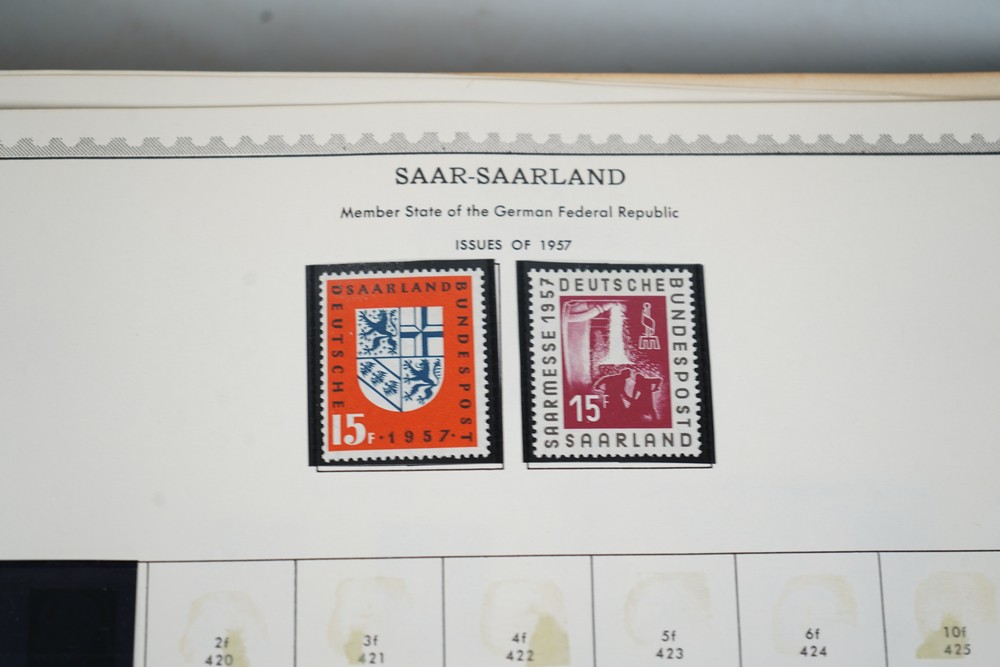 SAAR-SAARLAND
Member State of the German Federal Republic
ISSUES OF 1957
DEUTSCHE
SAARLAND
BUNDESPOST
15F
·1957·
SAARMESSE 1957
DEUTSCHE
BUNDESPOST
15F
SAARLAND
2f 3f 4f 5f 6f 10f
420 421 422 423 424 425